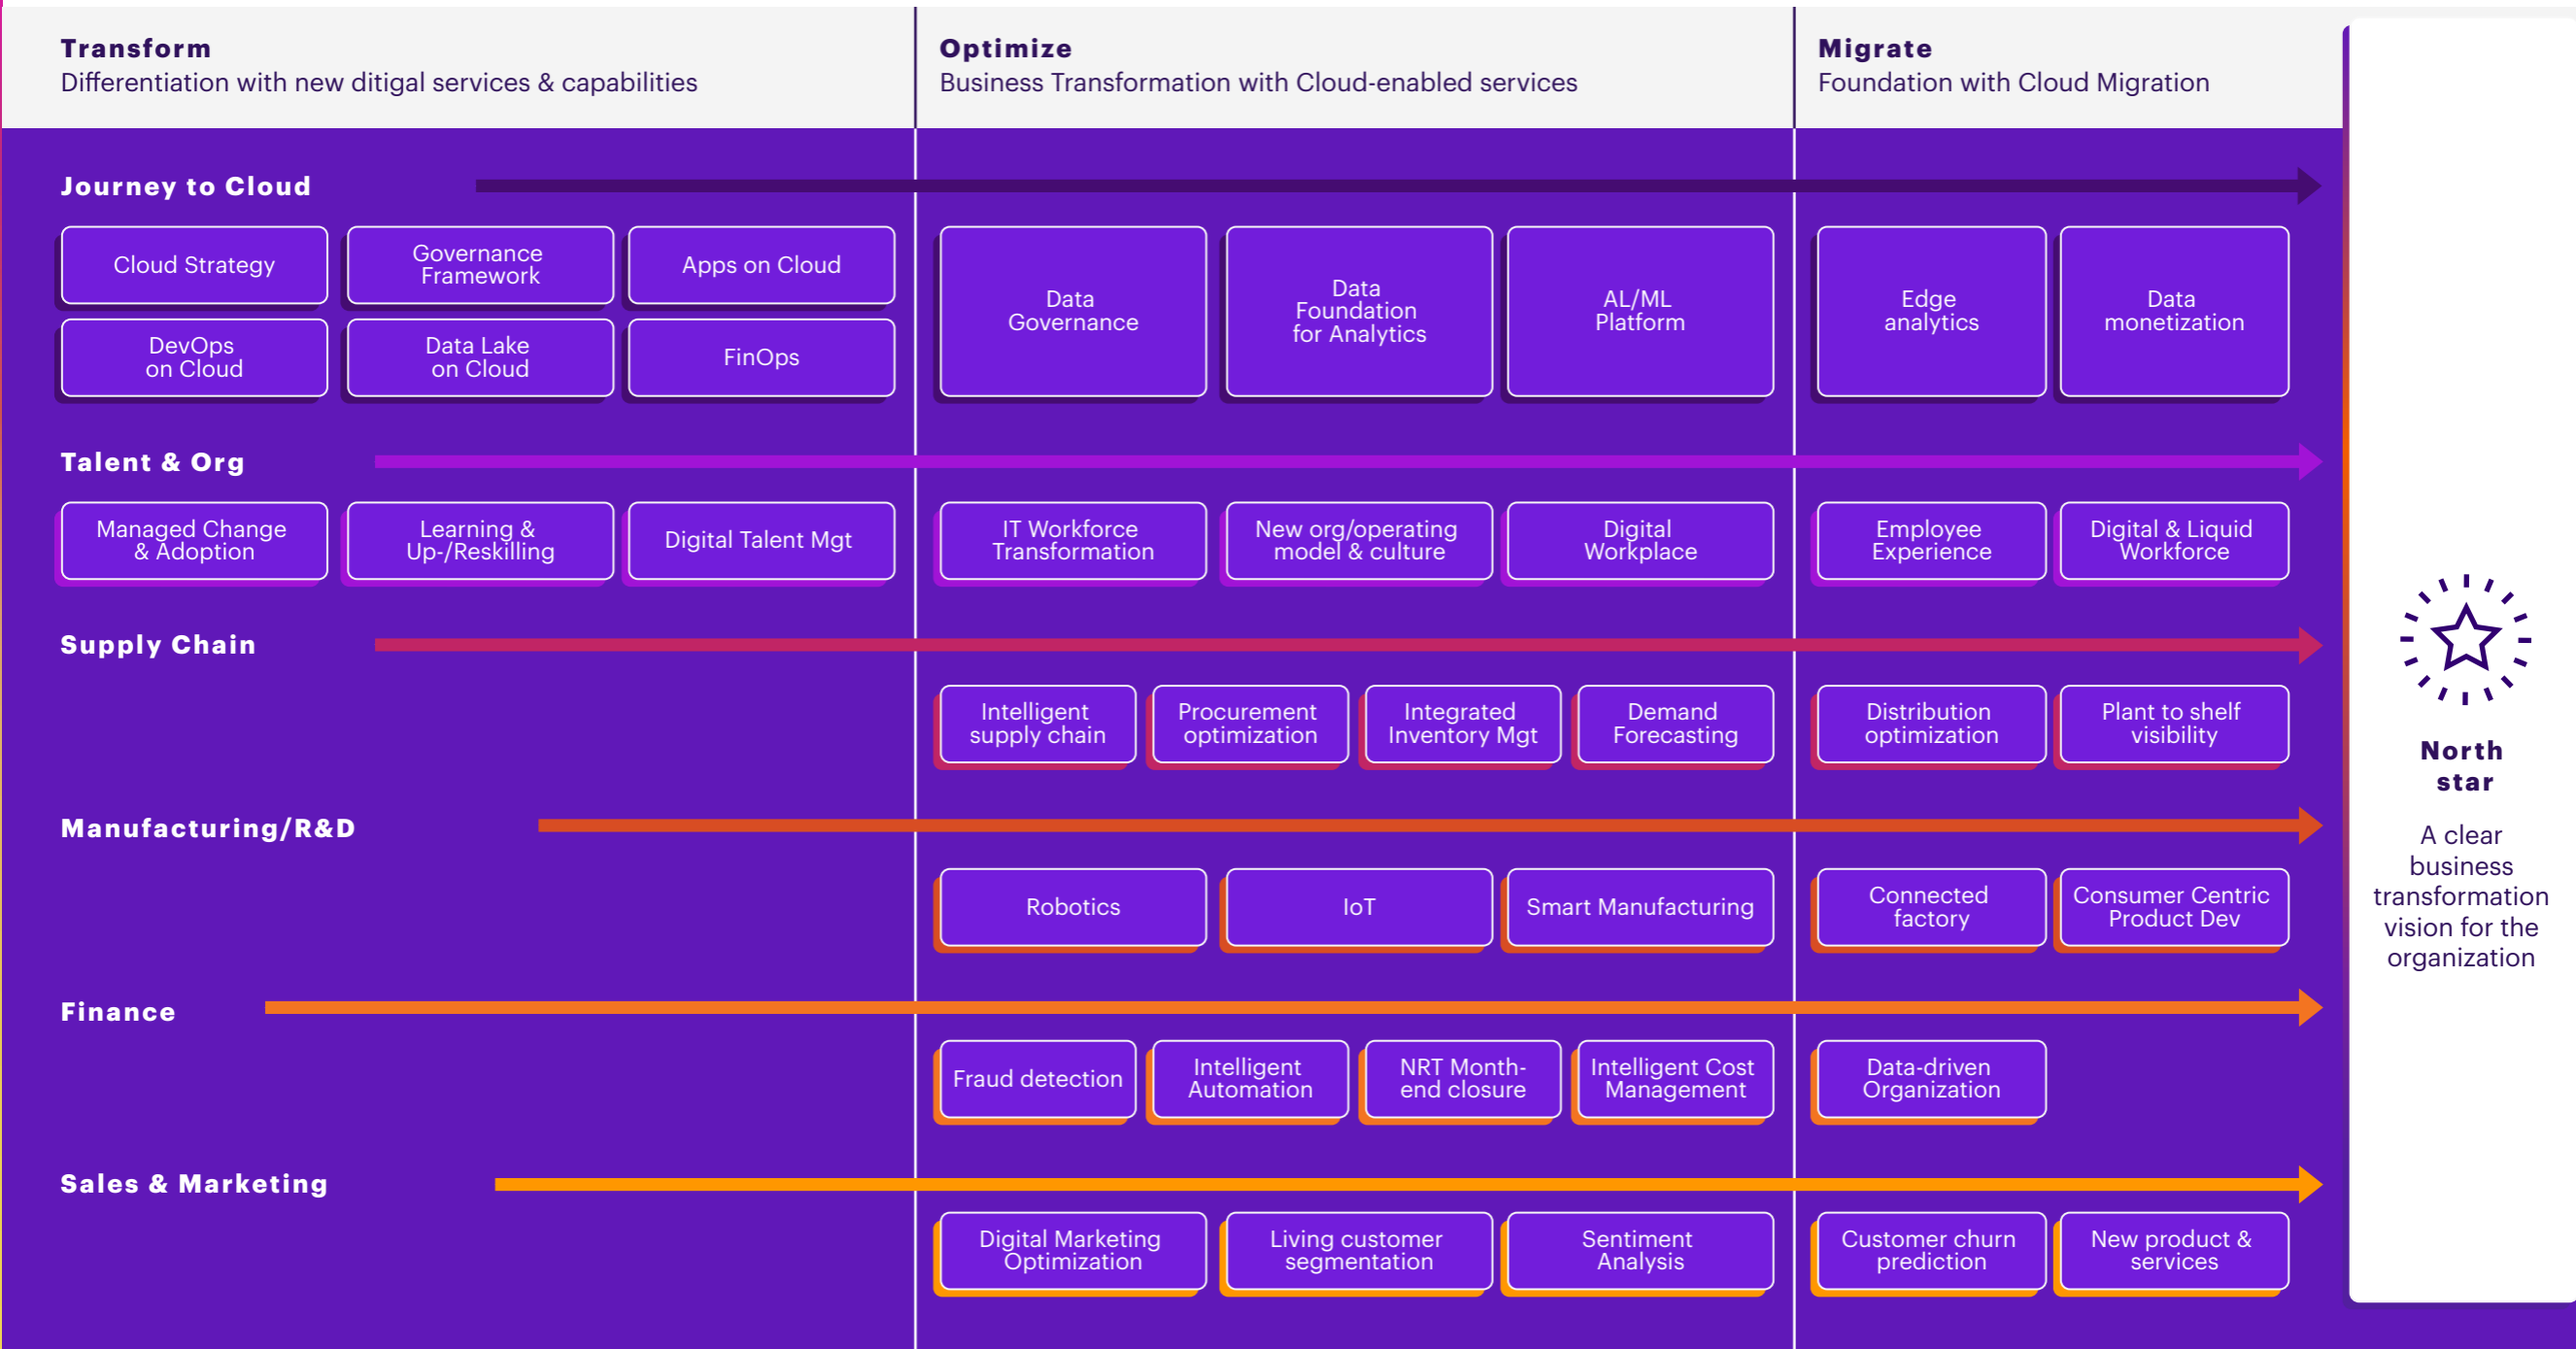 Transform
Differentiation with new ditigal services & capabilities
Optimize
Business Transformation with Cloud-enabled services
Migrate
Foundation with Cloud Migration
Journey to Cloud
Cloud Strategy
Governance
Framework
Apps on Cloud
DevOps
on Cloud
Data Lake
on Cloud
FinOps
Data
Governance
Data
Foundation
for Analytics
AL/ML
Platform
Edge
analytics
Data
monetization
Talent & Org
Managed Change
& Adoption
Learning &
Up-/Reskilling
Digital Talent Mgt
IT Workforce
Transformation
New org/operating
model & culture
Digital
Workplace
Employee
Experience
Digital & Liquid
Workforce
Supply Chain
Intelligent
supply chain
Procurement
optimization
Integrated
Inventory Mgt
Demand
Forecasting
Distribution
optimization
Plant to shelf
visibility
Manufacturing/R&D
Robotics
IoT
Smart Manufacturing
Connected
factory
Consumer Centric
Product Dev
Finance
Fraud detection
Intelligent
Automation
NRT Month-
end closure
Intelligent Cost
Management
Data-driven
Organization
Sales & Marketing
Digital Marketing
Optimization
Living customer
segmentation
Sentiment
Analysis
Customer churn
prediction
New product &
services
North
star
A clear
business
transformation
vision for the
organization